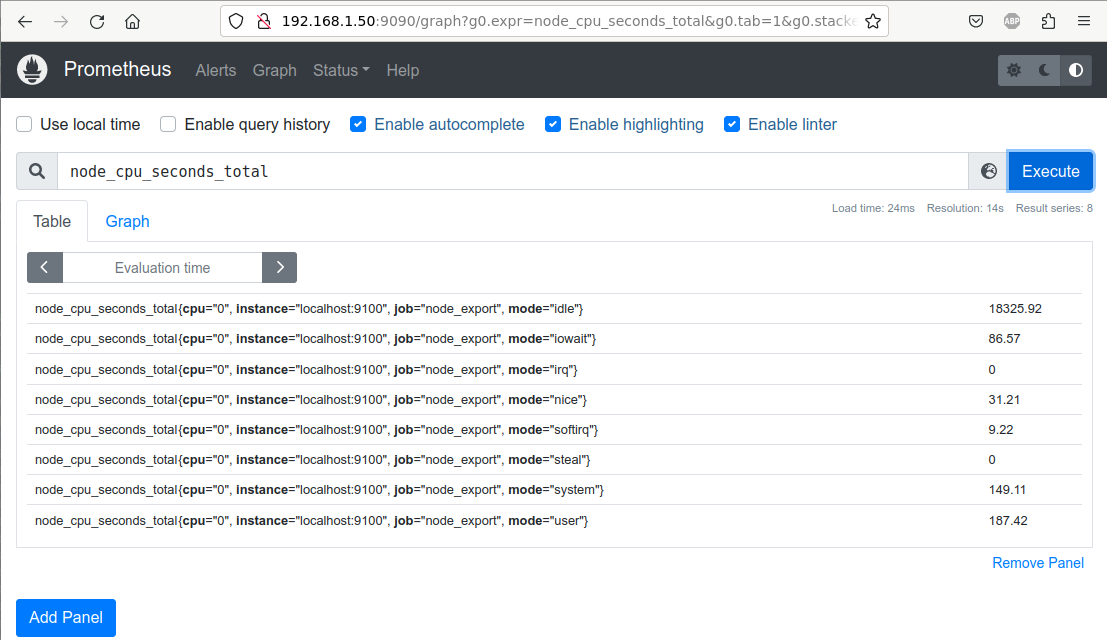 192.168.1.50:9090/graph?g0.expr=node_cpu_seconds_total&g0.tab=1&g0.stacke
ABP
Prometheus Alerts Graph Status Help
Use local time Enable query history Enable autocomplete Enable highlighting Enable linter
node_cpu_seconds_total Execute
Load time: 24ms Resolution: 14s Result series: 8
Table Graph
Evaluation time
node_cpu_seconds_total{cpu="0", instance="localhost:9100", job="node_export", mode="idle"} 18325.92
node_cpu_seconds_total{cpu="0", instance="localhost:9100", job="node_export", mode="iowait"} 86.57
node_cpu_seconds_total{cpu="0", instance="localhost:9100", job="node_export", mode="irq"} 0
node_cpu_seconds_total{cpu="0", instance="localhost:9100", job="node_export", mode="nice"} 31.21
node_cpu_seconds_total{cpu="0", instance="localhost:9100", job="node_export", mode="softirq"} 9.22
node_cpu_seconds_total{cpu="0", instance="localhost:9100", job="node_export", mode="steal"} 0
node_cpu_seconds_total{cpu="0", instance="localhost:9100", job="node_export", mode="system"} 149.11
node_cpu_seconds_total{cpu="0", instance="localhost:9100", job="node_export", mode="user"} 187.42
Remove Panel
Add Panel